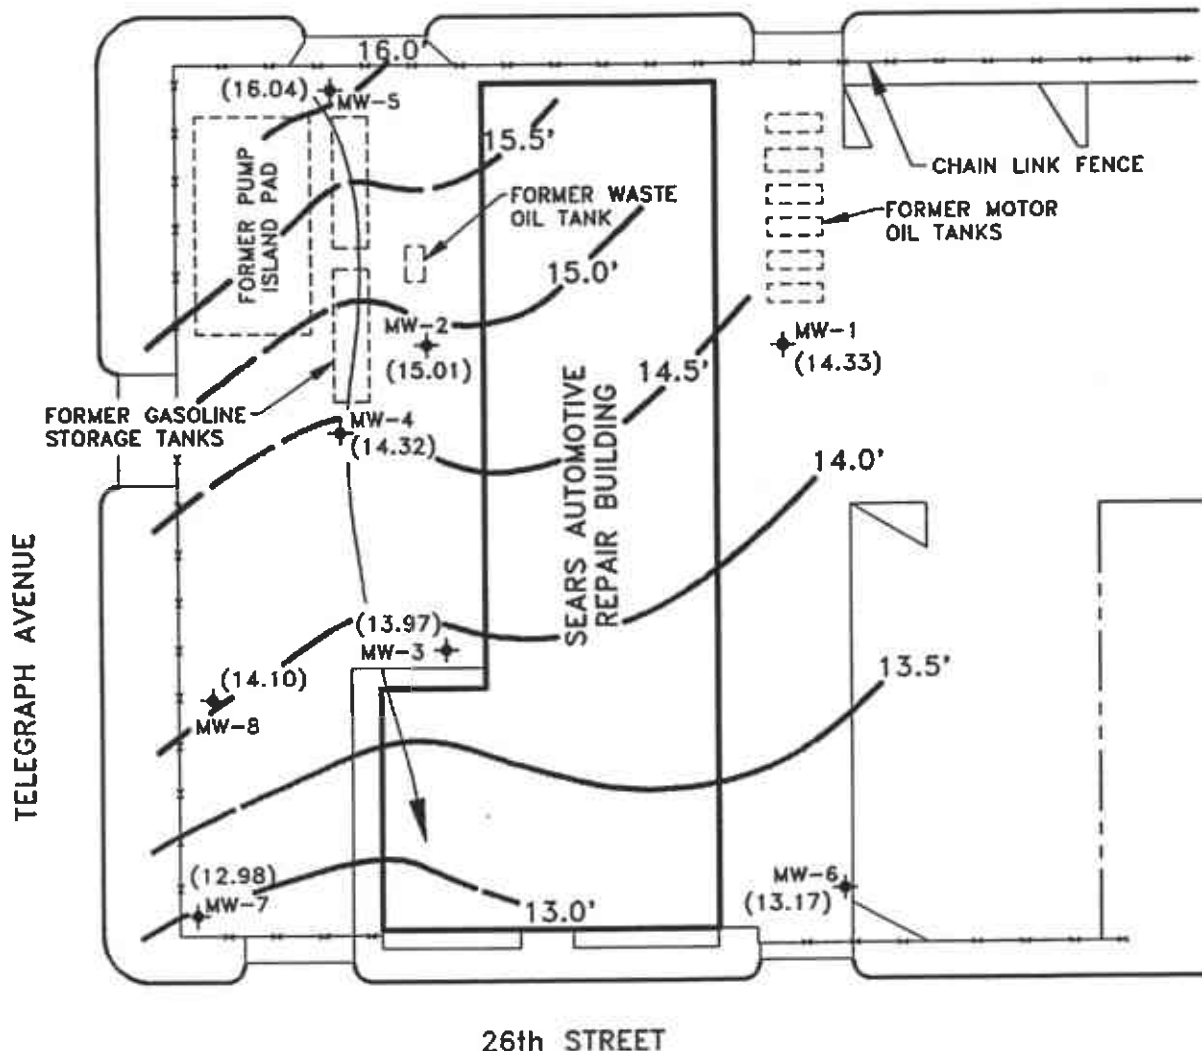 16.0'
(16.04)
MW-5
15.5'
FORMER PUMP
ISLAND PAD
FORMER WASTE
OIL TANK
CHAIN LINK FENCE
FORMER MOTOR
OIL TANKS
15.0'
MW-2
(15.01)
MW-1
(14.33)
14.5'
FORMER GASOLINE
STORAGE TANKS
MW-4
(14.32)
14.0'
SEARS AUTOMOTIVE
REPAIR BUILDING
TELEGRAPH AVENUE
(13.97)
MW-3
13.5'
(14.10)
MW-8
(12.98)
MW-7
13.0'
MW-6
(13.17)
26th STREET